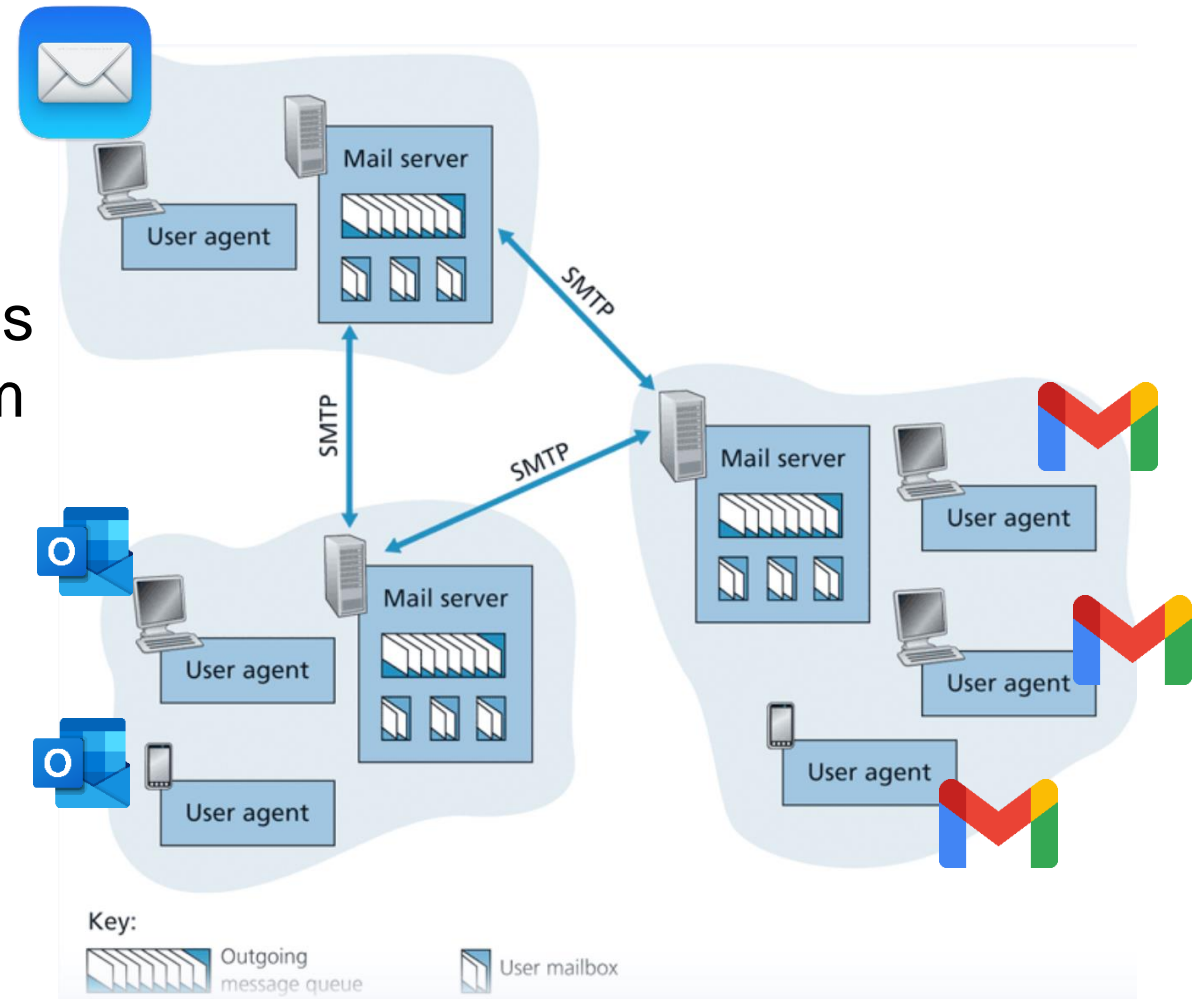 Mail server
User agent
s
m
SMTP
SMTP
SMTP
Mail server
User agent
User agent
User agent
O
Mail server
User agent
O
User agent
Key:
Outgoing
message queue
User mailbox